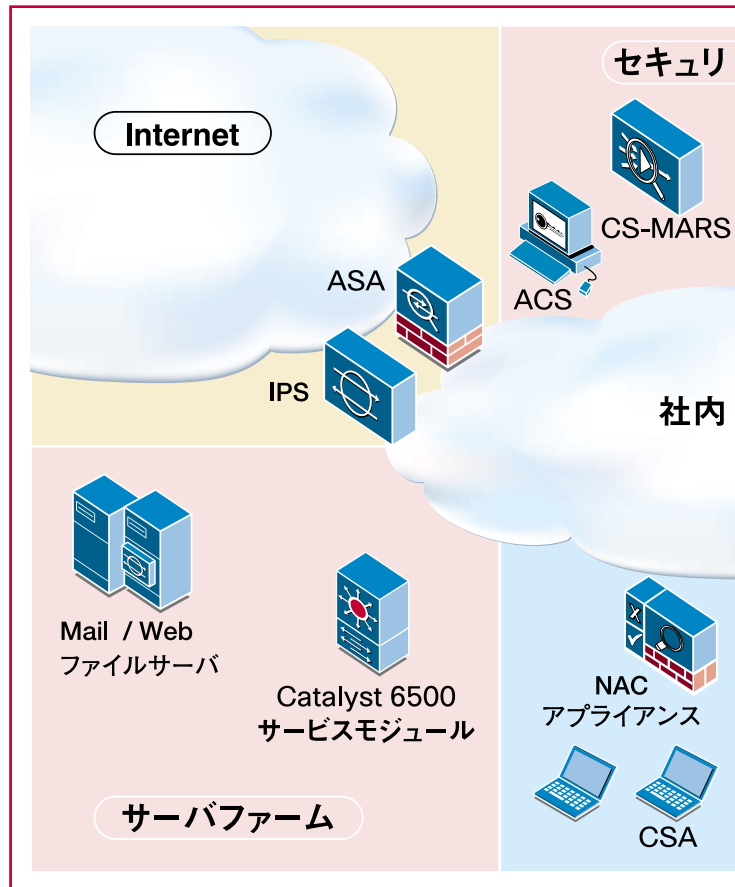 Internet
セキュリ
CS-MARS
ACS
ASA
IPS
社内
Mail / Web
ファイルサーバ
Catalyst 6500
サービスモジュール
NAC
アプライアンス
CSA
サーバファーム